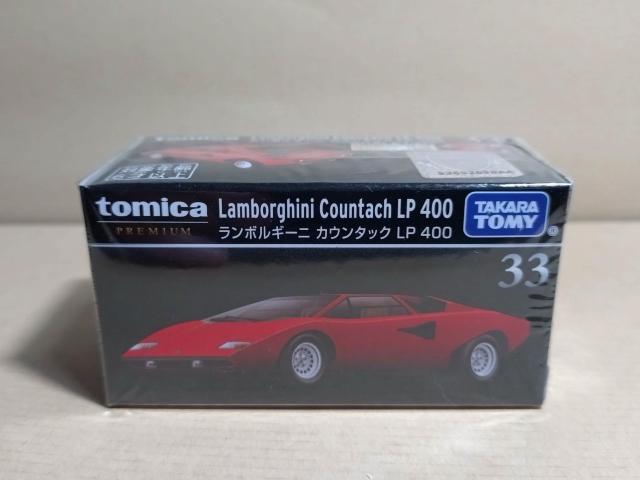 tomica
PREMIUM
Lamborghini Countach LP 400
ランボルギーニ カウンタック LP 400
TAKARA
TOMY
33